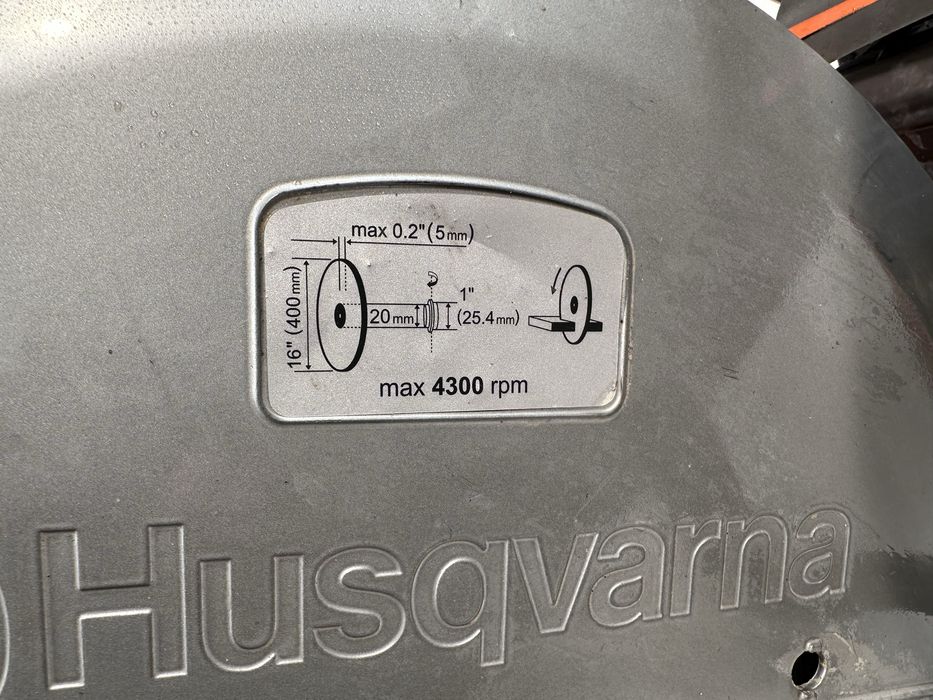 max 0.2"(5mm)
16" (400mm)
20mm
1"
(25.4mm)
max 4300 rpm
Husqvarna